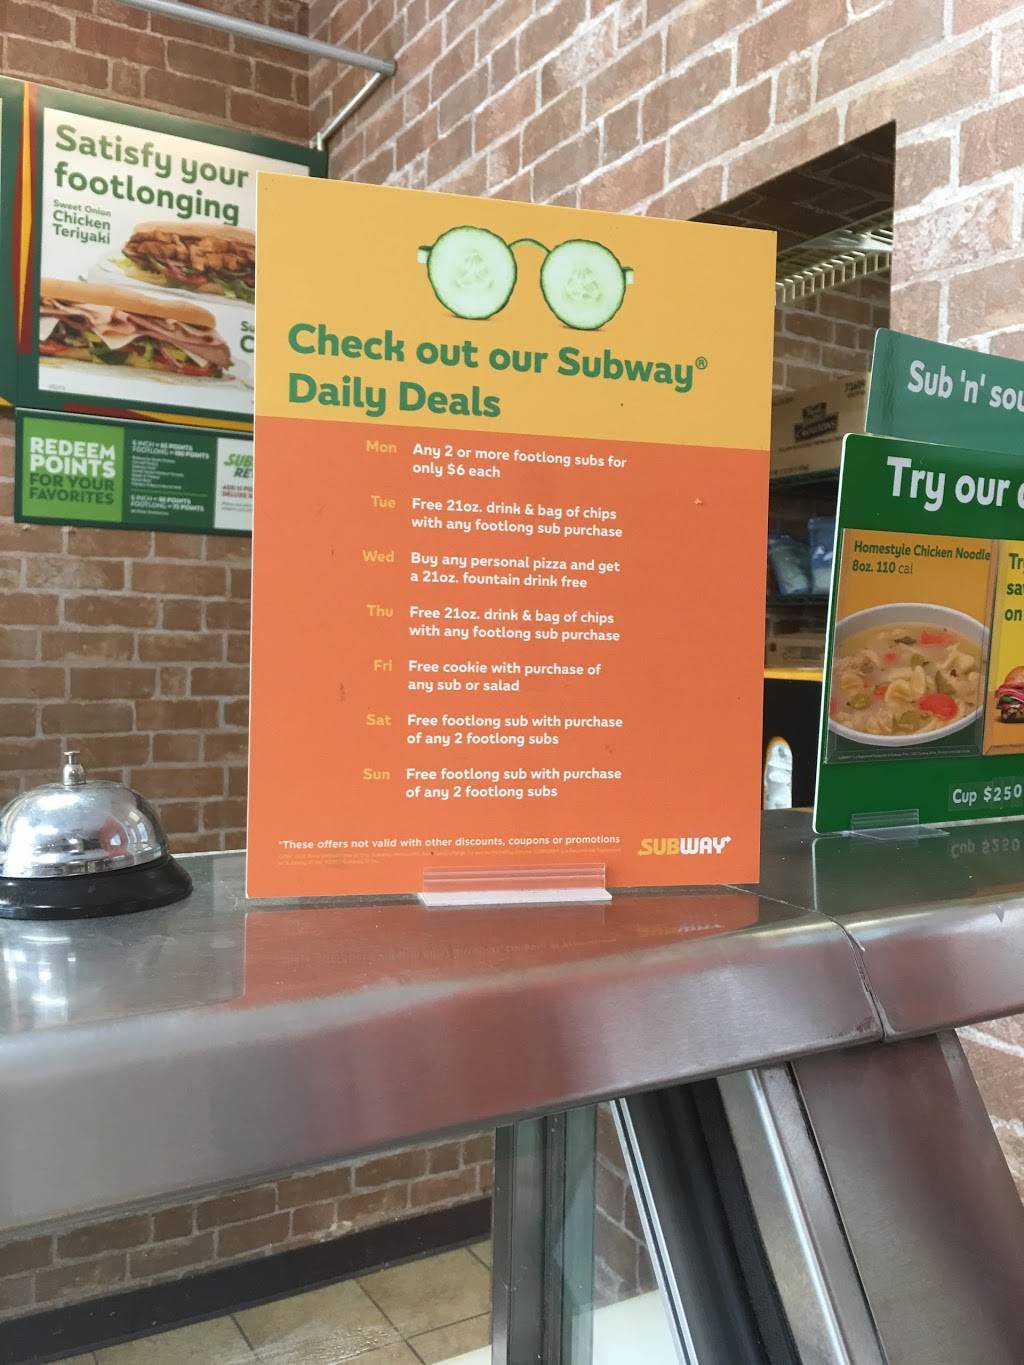 Satisfy your
footlonging
Sweet Onion
Chicken
Teriyaki
REDEEM
POINTS
FOR YOUR
FAVORITES
Check out our Subway®
Daily Deals
Mon Any 2 or more footlong subs for
only $6 each
Tue Free 21oz. drink & bag of chips
with any footlong sub purchase
Wed Buy any personal pizza and get
a 21oz. fountain drink free
Thu Free 21oz. drink & bag of chips
with any footlong sub purchase
Fri Free cookie with purchase of
any sub or salad
Sat Free footlong sub with purchase
of any 2 footlong subs
Sun Free footlong sub with purchase
of any 2 footlong subs
*These offers not valid with other discounts, coupons or promotions
SUBWAY
Sub 'n' sou
Try our
Homestyle Chicken Noodle
8oz. 110 cal
Cup $250